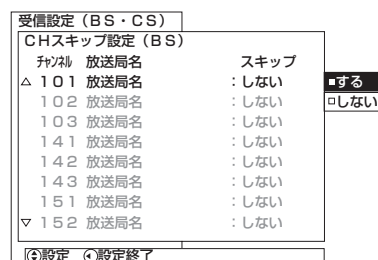 受信設定（BS・CS）
CHスキップ設定（BS）
ﾁｬﾝﾈﾙ 放送局名 スキップ
△ 101 放送局名 ：しない ■する
102 放送局名 ：しない □しない
103 放送局名 ：しない
141 放送局名 ：しない
142 放送局名 ：しない
143 放送局名 ：しない
151 放送局名 ：しない
▽ 152 放送局名 ：しない
設定 設定終了